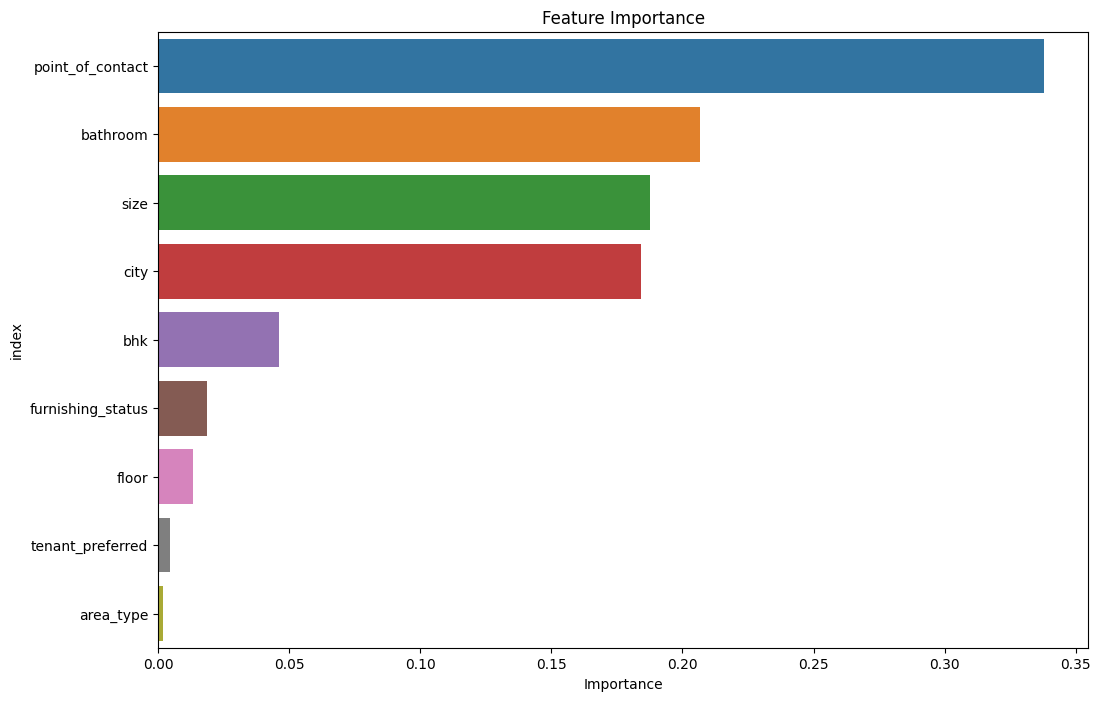 Feature Importance
point_of_contact
bathroom
size
city
bhk
furnishing_status
floor
tenant_preferred
area_type
index
0.00 0.05 0.10 0.15 0.20 0.25 0.30 0.35
Importance